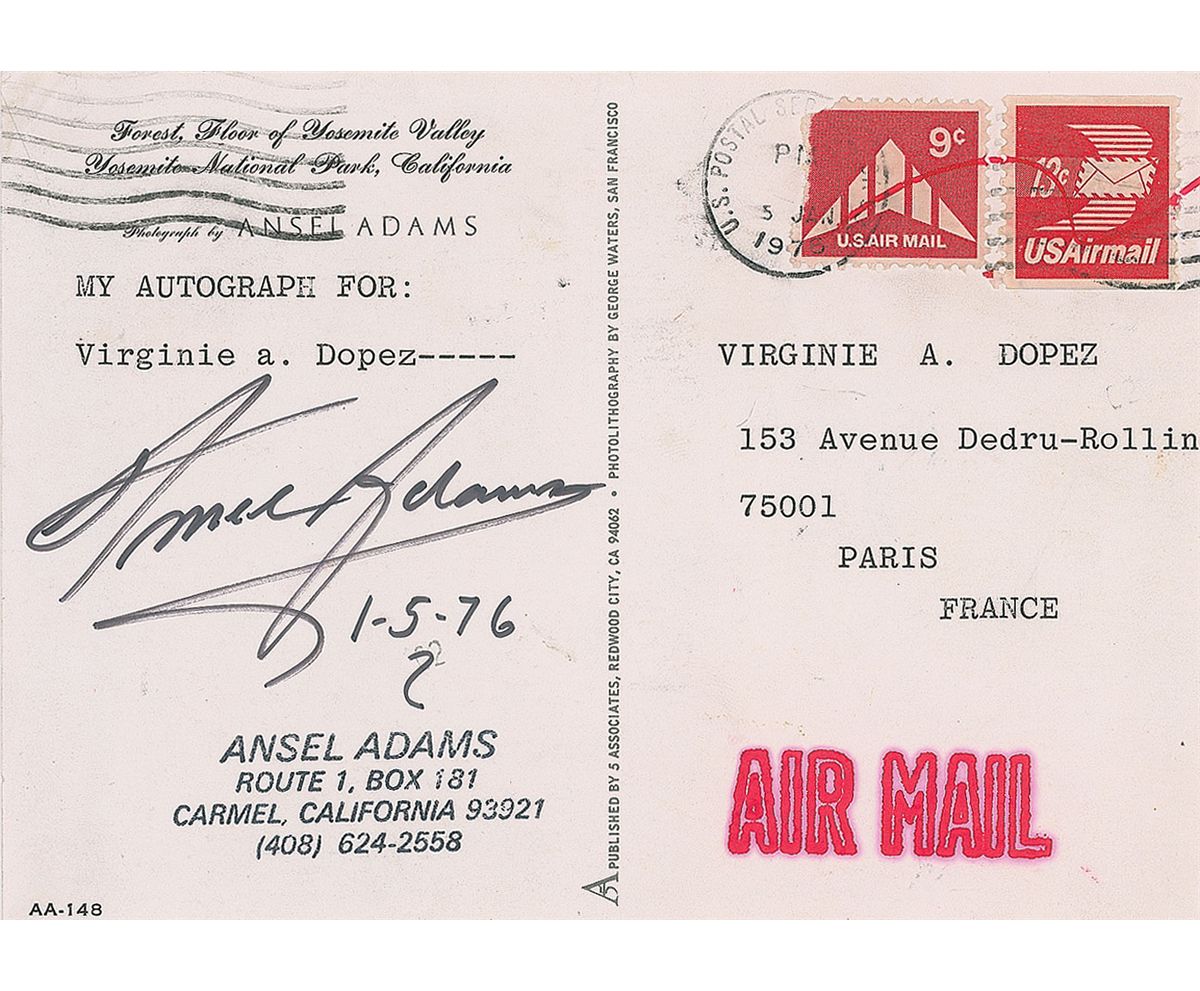 Forest, Floor of Yosemite Valley
Yosemite National Park, California
Photograph by ANSEL ADAMS
MY AUTOGRAPH FOR:
Virginie a. Dopez-----
Ansel Adams
1-5-76
ANSEL ADAMS
ROUTE 1, BOX 181
CARMEL, CALIFORNIA 93921
(408) 624-2558
AA-148
PUBLISHED BY 5 ASSOCIATES, REDWOOD CITY, CA 94062 · PHOTOLITHOGRAPHY BY GEORGE WATERS, SAN FRANCISCO
U.S. POSTAL
5 JAN
9¢
U.S. AIR MAIL
13¢
USAirmail
VIRGINIE A. DOPEZ
153 Avenue Dedru-Rollin
75001
PARIS
FRANCE
AIR MAIL